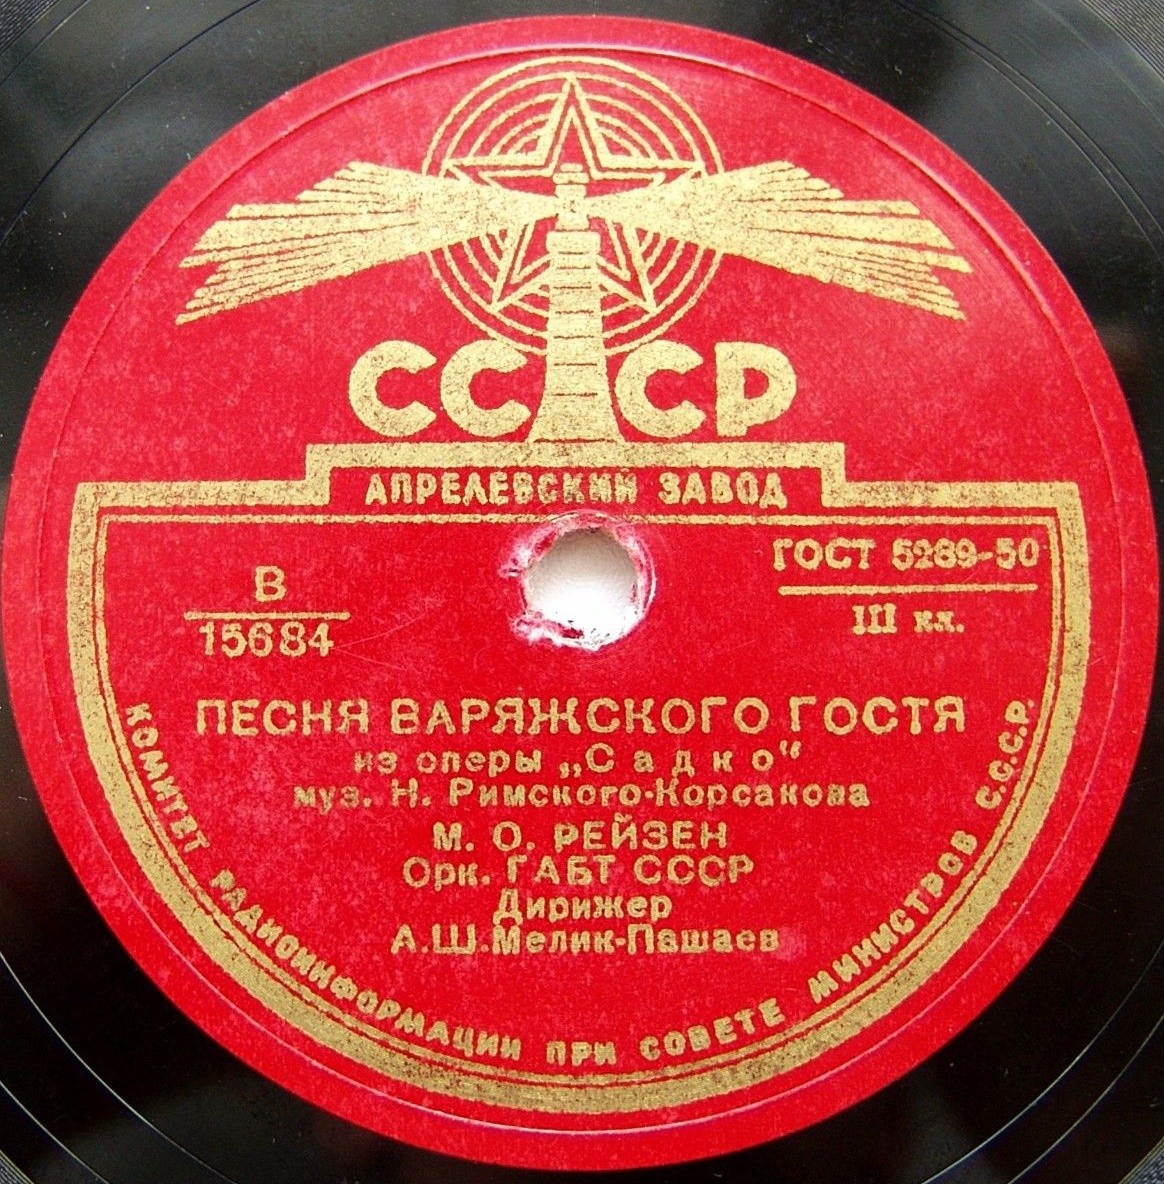 СССР
АПРЕЛЕВСКИЙ ЗАВОД
ГОСТ 5289-50
III кл.
В
15684
ПЕСНЯ ВАРЯЖСКОГО ГОСТЯ
из оперы „Садко“
муз. Н. Римского-Корсакова
М. О. РЕЙЗЕН
Орк. ГАБТ СССР
Дирижер
А.Ш.Мелик-Пашаев
КОМИТЕТ РАДИОИНФОРМАЦИИ ПРИ СОВЕТЕ МИНИСТРОВ С.С.С.Р.